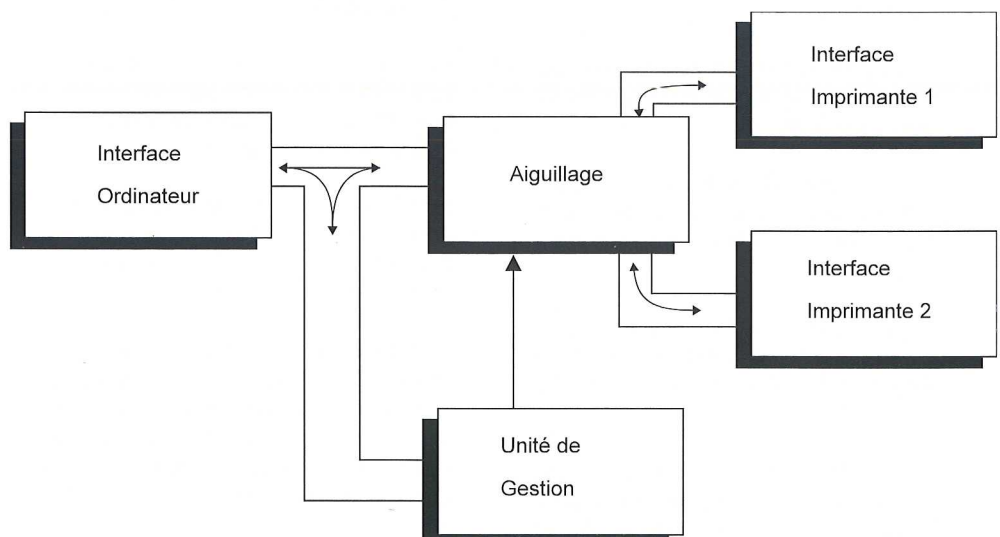 Interface
Imprimante 1
Interface
Ordinateur
Aiguillage
Interface
Imprimante 2
Unité de
Gestion